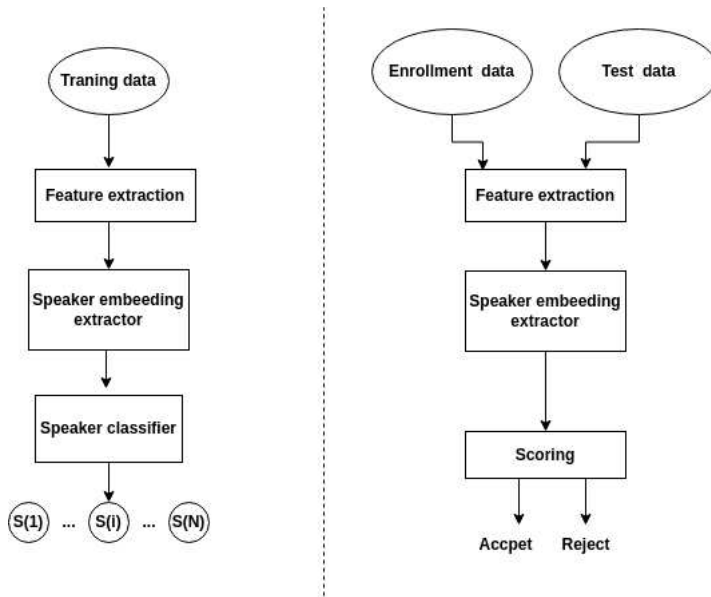 Traning data
Feature extraction
Speaker embeeding
extractor
Speaker classifier
S(1) ... S(i) ... S(N)
Enrollment data
Test data
Feature extraction
Speaker embeeding
extractor
Scoring
Accpet
Reject